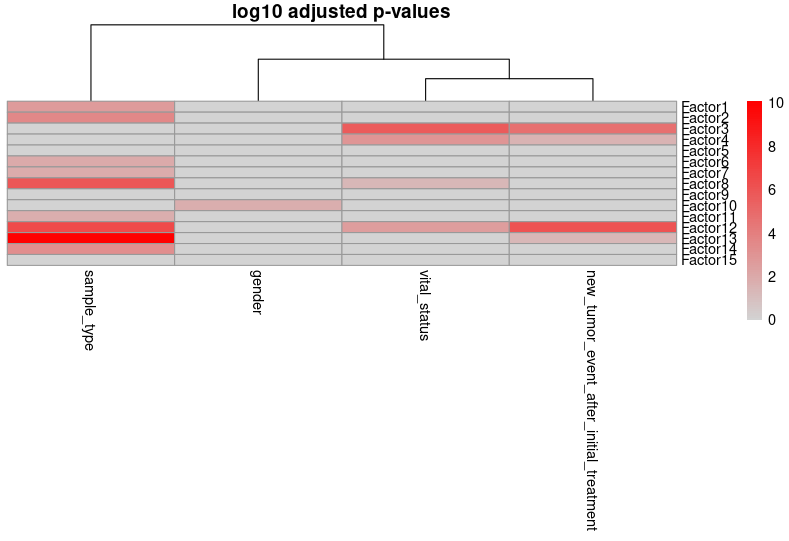 log10 adjusted p-values
Factor1
Factor2
Factor3
Factor4
Factor5
Factor6
Factor7
Factor8
Factor9
Factor10
Factor11
Factor12
Factor13
Factor14
Factor15
10
8
6
4
2
0
sample_type
gender
vital_status
new_tumor_event_after_initial_treatment